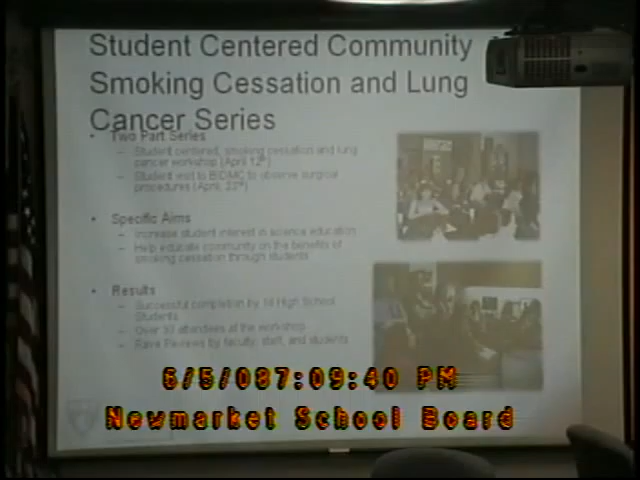 Student Centered Community
Smoking Cessation and Lung
Cancer Series
• Two Part Series
– Student centered, smoking cessation and lung
cancer workshop (April 12th)
– Student visit to BIDMC to observe surgical
procedures (April, 23rd)
• Specific Aims
– Increase student interest in science education
– Help educate community on the benefits of
smoking cessation through students
• Results
– Successful completion by 18 High School
Students
– Over 30 attendees at the workshop
– Rave Reviews by faculty, staff, and students
6/5/087:09:40 PM
Newmarket School Board